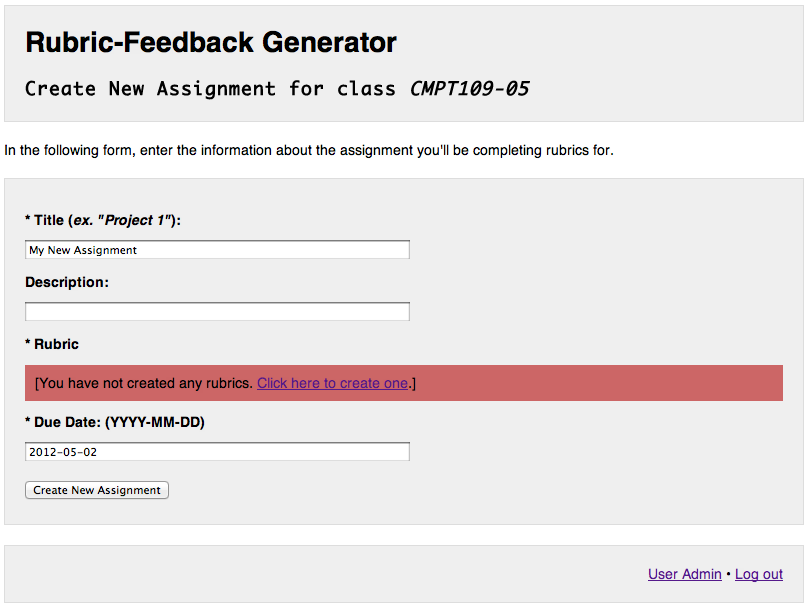 Rubric-Feedback Generator
Create New Assignment for class CMPT109-05
In the following form, enter the information about the assignment you'll be completing rubrics for.
* Title (ex. "Project 1"):
My New Assignment
Description:
* Rubric
[You have not created any rubrics. Click here to create one.]
* Due Date: (YYYY-MM-DD)
2012-05-02
Create New Assignment
User Admin • Log out